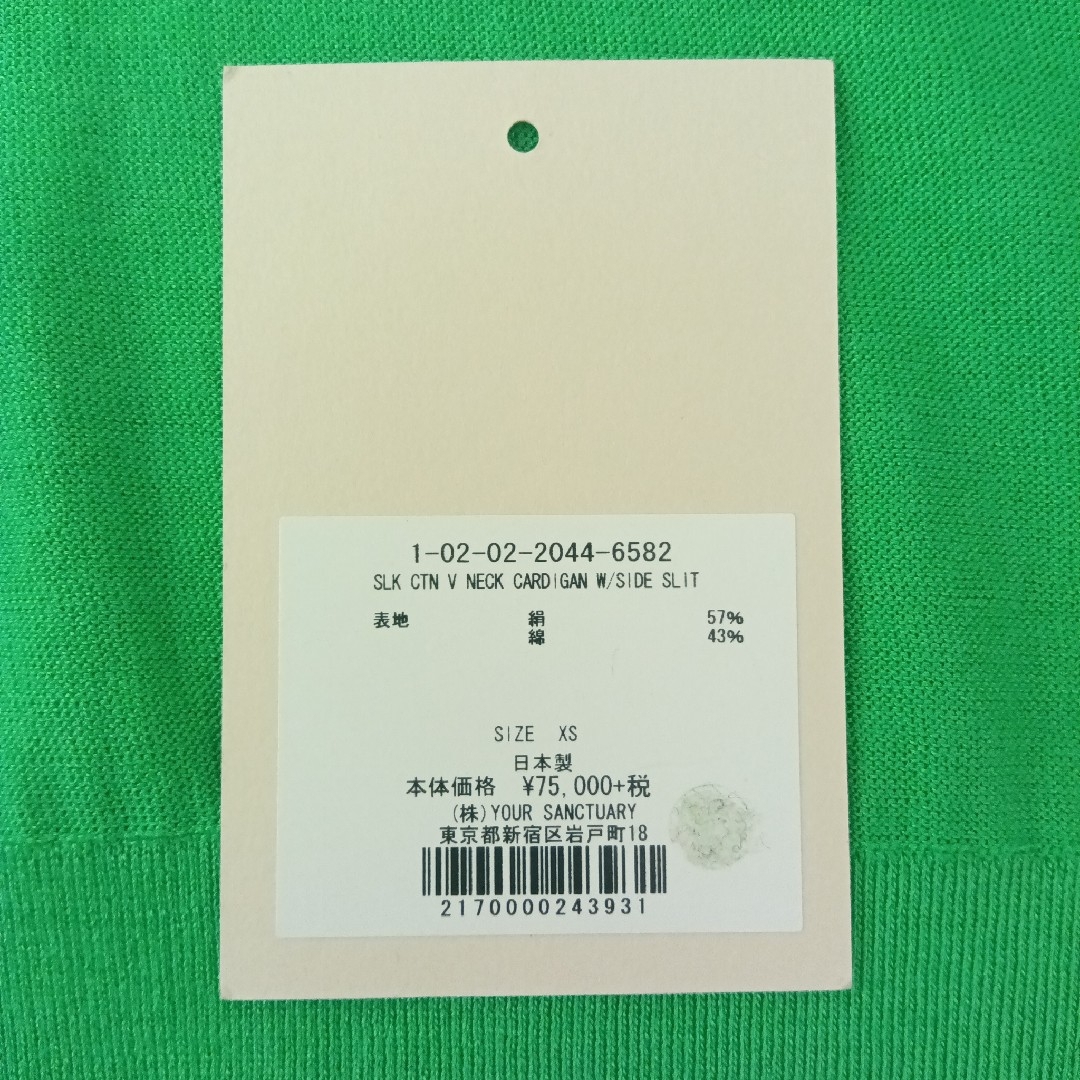 1-02-02-2044-6582
SLK CTN V NECK CARDIGAN W/SIDE SLIT
表地 絹 57%
綿 43%
SIZE XS
日本製
本体価格 ¥75,000+税
(株)YOUR SANCTUARY
東京都新宿区岩戸町18
2170000243931